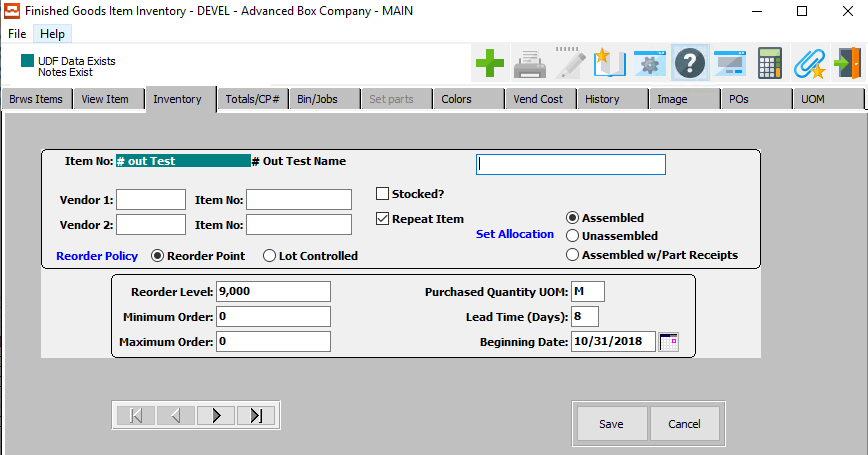 Finished Goods Item Inventory - DEVEL - Advanced Box Company - MAIN
File Help
UDF Data Exists
Notes Exist
Brws Items View Item Inventory Totals/CP# Bin/Jobs Set parts Colors Vend Cost History Image POs UOM
Item No: # out Test # Out Test Name
Vendor 1: Item No: Stocked?
Vendor 2: Item No: Repeat Item
Set Allocation
Assembled
Unassembled
Assembled w/Part Receipts
Reorder Policy Reorder Point Lot Controlled
Reorder Level: 9,000 Purchased Quantity UOM: M
Minimum Order: 0 Lead Time (Days): 8
Maximum Order: 0 Beginning Date: 10/31/2018
Save Cancel